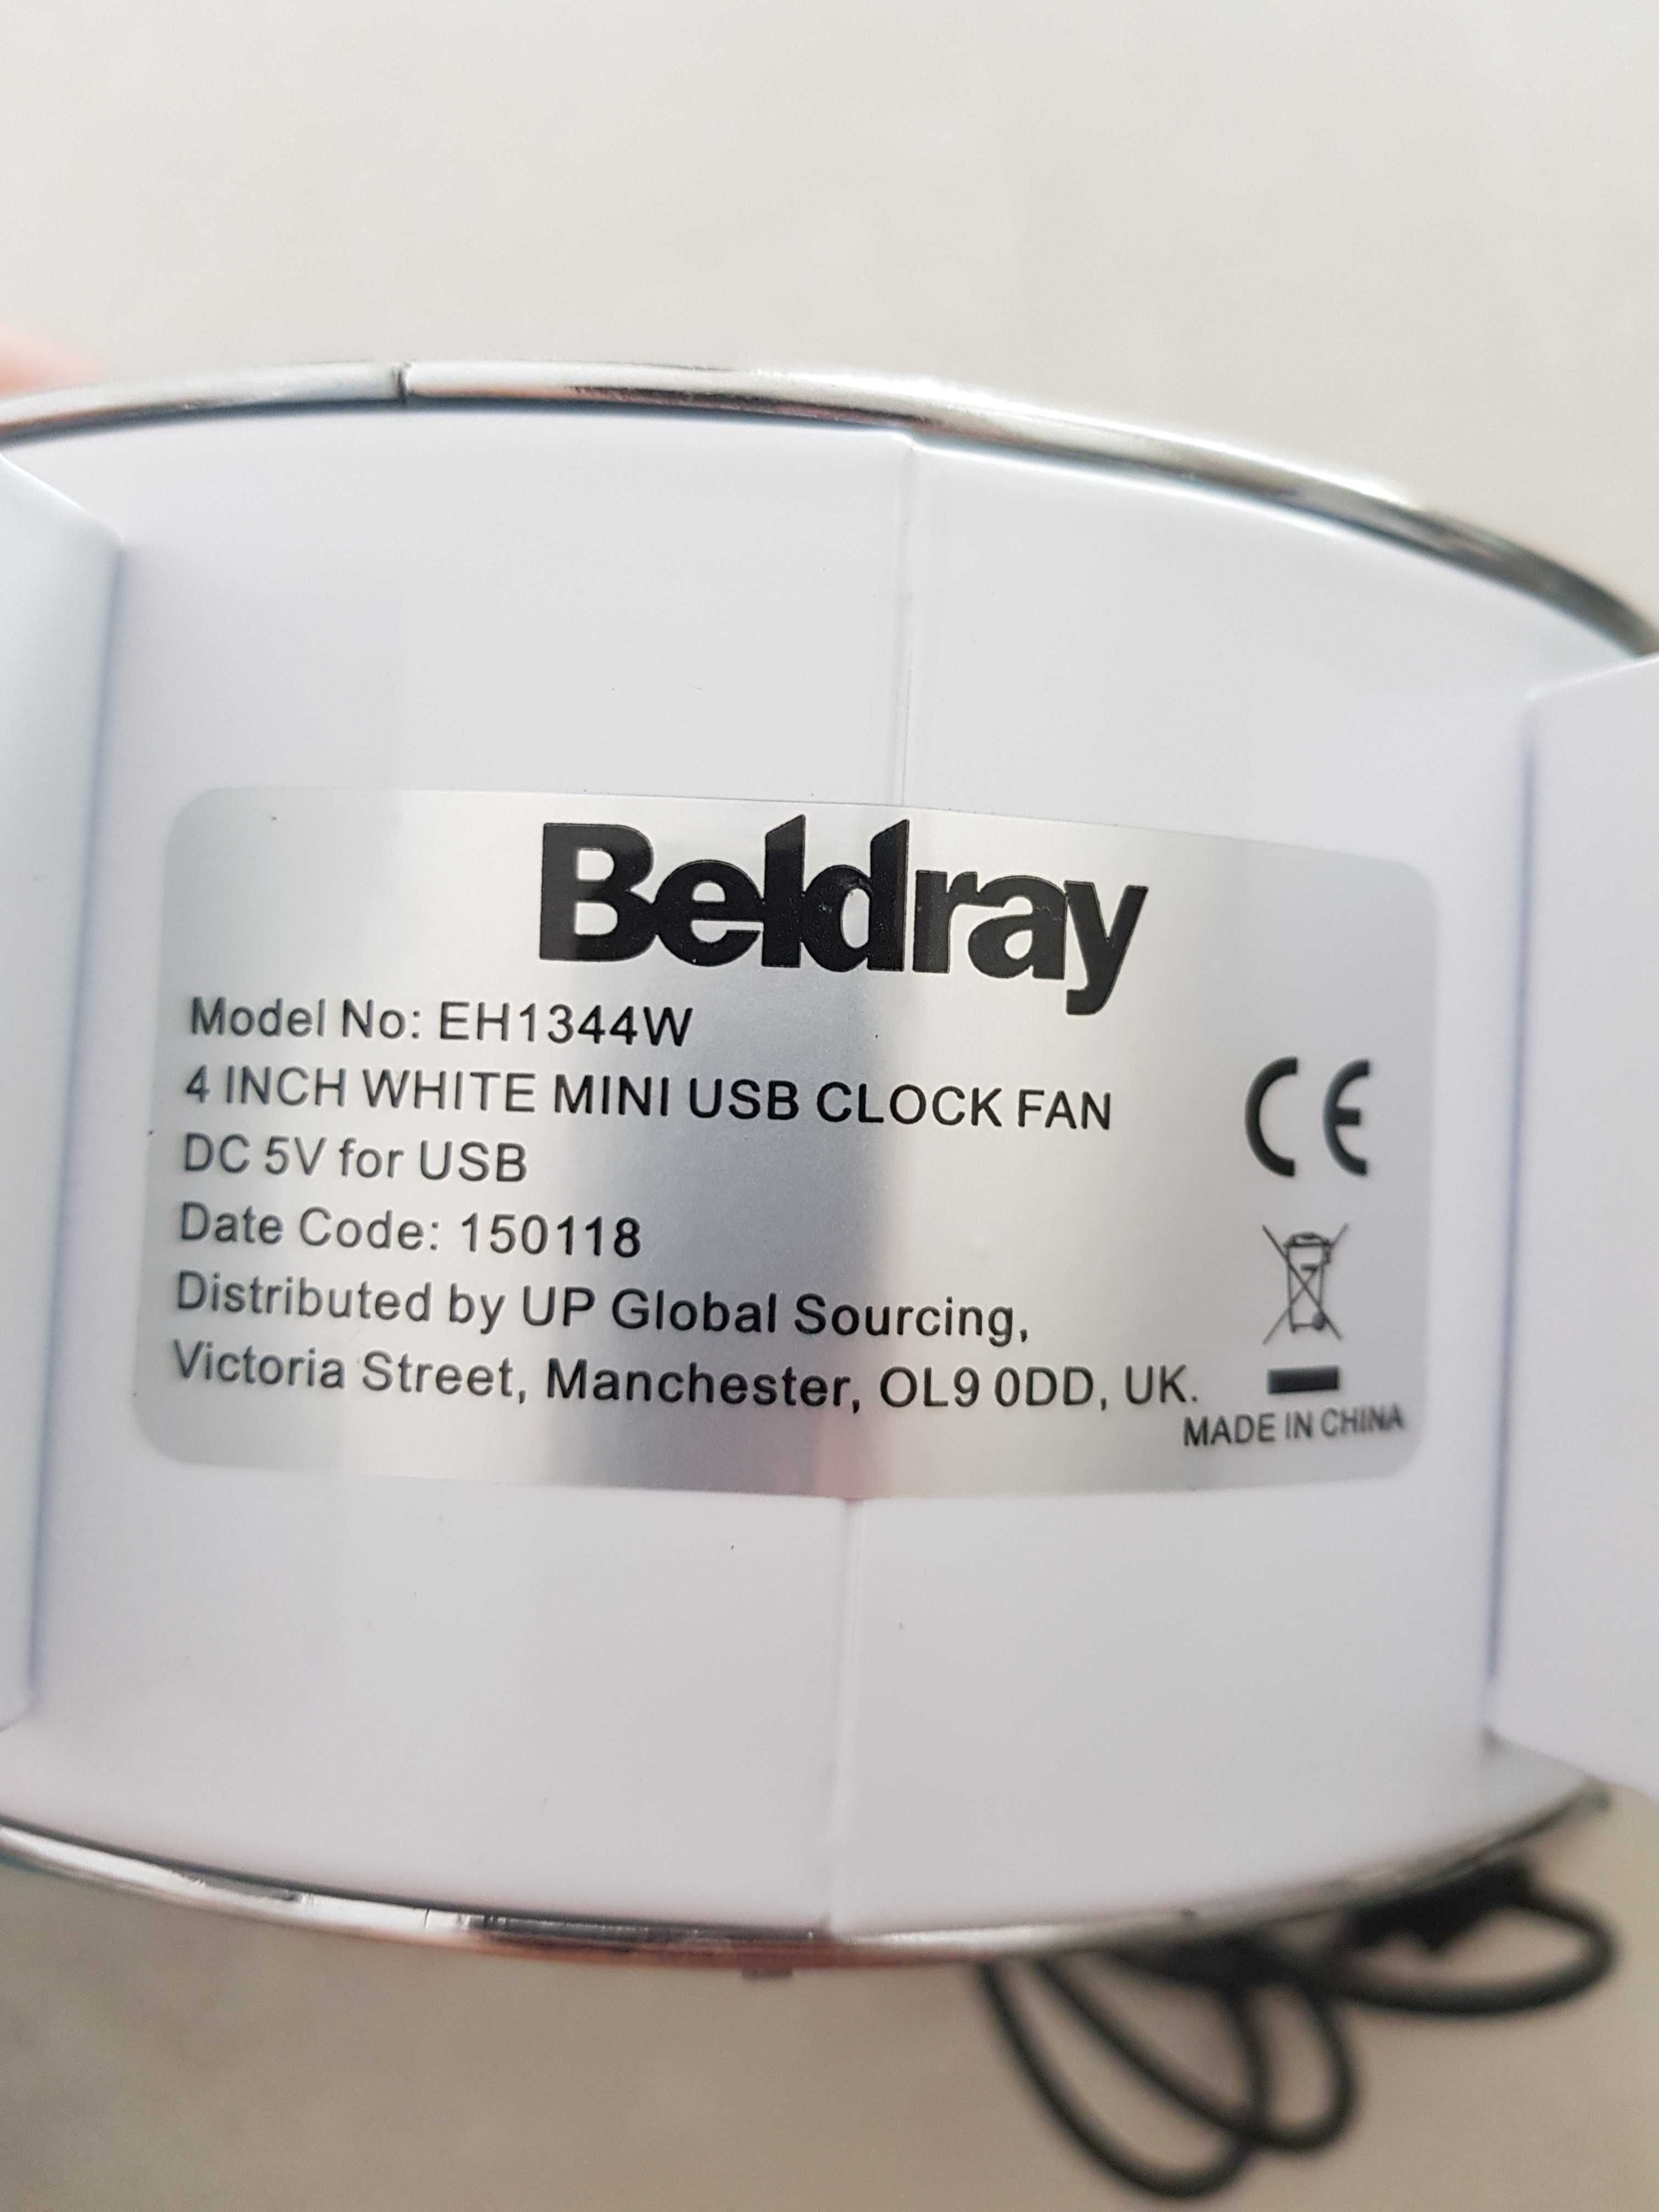 Beldray
Model No: EH1344W
4 INCH WHITE MINI USB CLOCK FAN
DC 5V for USB
Date Code: 150118
Distributed by UP Global Sourcing,
Victoria Street, Manchester, OL9 0DD, UK.
CE
MADE IN CHINA